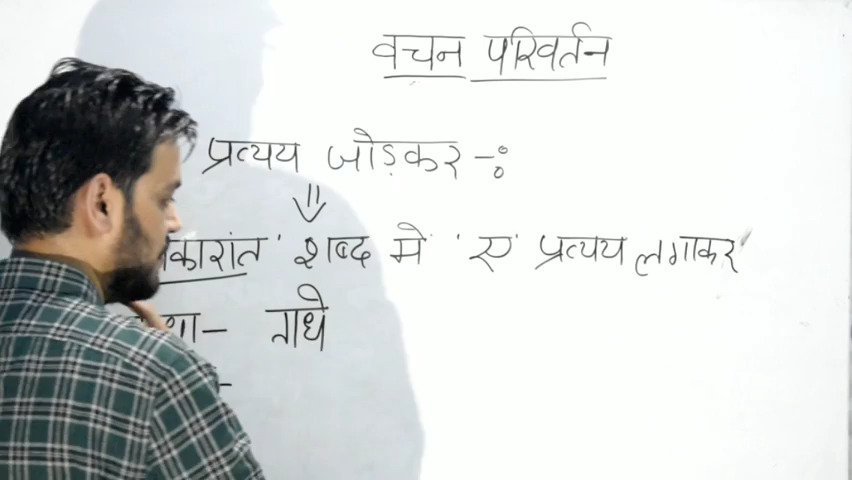 वचन परिवर्तन
प्रत्यय जोड़कर -:
शब्द में 'ए' प्रत्यय लगाकर
- गधे
-